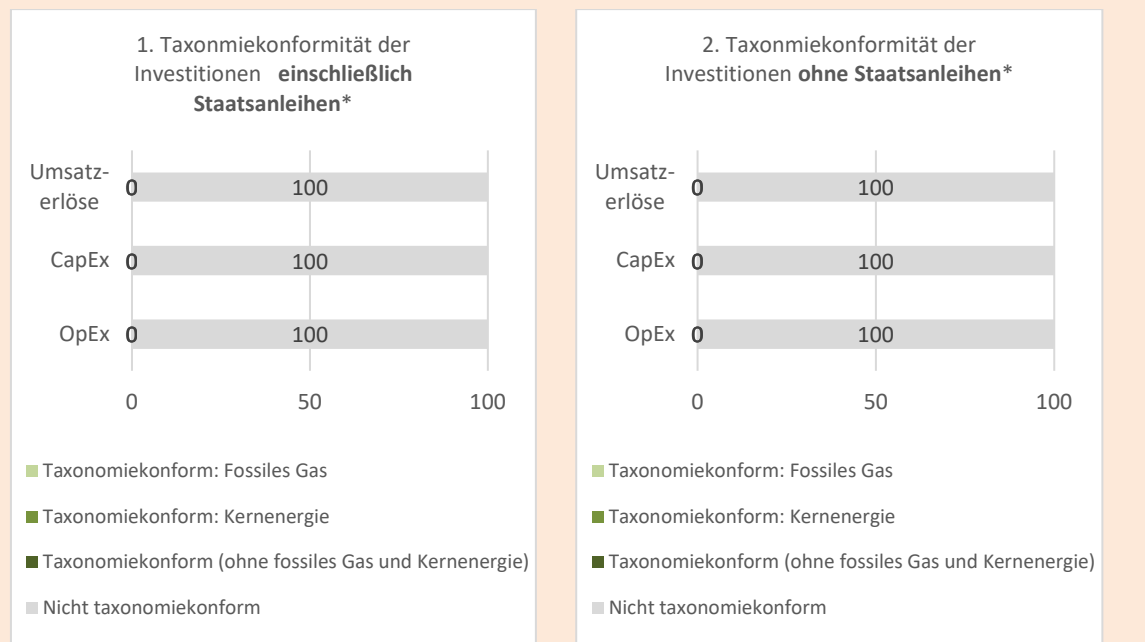 1. Taxonmiekonformität der
Investitionen einschließlich
Staatsanleihen*
Umsatz-
erlöse
0
100
CapEx
0
100
OpEx
0
100
0
50
100
Taxonomiekonform: Fossiles Gas
Taxonomiekonform: Kernenergie
Taxonomiekonform (ohne fossiles Gas und Kernenergie)
Nicht taxonomiekonform
2. Taxonmiekonformität der
Investitionen ohne Staatsanleihen*
Umsatz-
erlöse
0
100
CapEx
0
100
OpEx
0
100
0
50
100
Taxonomiekonform: Fossiles Gas
Taxonomiekonform: Kernenergie
Taxonomiekonform (ohne fossiles Gas und Kernenergie)
Nicht taxonomiekonform